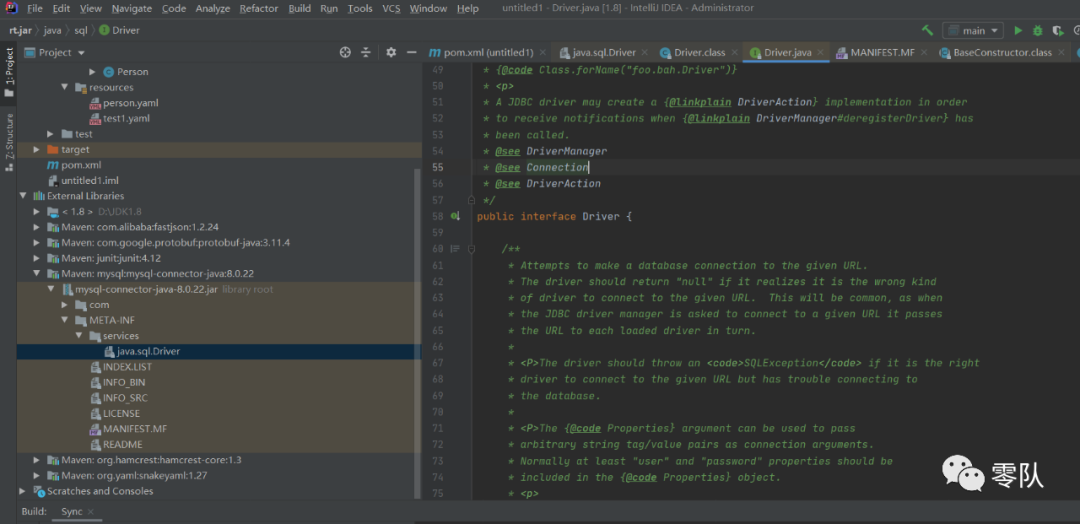 File Edit View Navigate Code Analyze Refactor Build Run Tools VCS Window Help untitled1 - Driver.java [1.8] - IntelliJ IDEA - Administrator
rt.jar java sql Driver
main
Project
pom.xml (untitled1) java.sql.Driver Driver.class Driver.java MANIFEST.MF BaseConstructor.class
1: Project
Z: Structure
Person
resources
person.yaml
test1.yaml
test
target
pom.xml
untitled1.iml
External Libraries
< 1.8 > D:\JDK1.8
Maven: com.alibaba:fastjson:1.2.24
Maven: com.google.protobuf:protobuf-java:3.11.4
Maven: junit:junit:4.12
Maven: mysql:mysql-connector-java:8.0.22
mysql-connector-java-8.0.22.jar library root
com
META-INF
services
java.sql.Driver
INDEX.LIST
INFO_BIN
INFO_SRC
LICENSE
MANIFEST.MF
README
Maven: org.hamcrest:hamcrest-core:1.3
Maven: org.yaml:snakeyaml:1.27
Scratches and Consoles
49 * {@code Class.forName("foo.bah.Driver")}
50 * <p>
51 * A JDBC driver may create a {@linkplain DriverAction} implementation in order
52 * to receive notifications when {@linkplain DriverManager#deregisterDriver} has
53 * been called.
54 * @see DriverManager
55 * @see Connection
56 * @see DriverAction
57 */
58 public interface Driver {
59
60 /**
61 * Attempts to make a database connection to the given URL.
62 * The driver should return "null" if it realizes it is the wrong kind
63 * of driver to connect to the given URL. This will be common, as when
64 * the JDBC driver manager is asked to connect to a given URL it passes
65 * the URL to each loaded driver in turn.
66 *
67 * <P>The driver should throw an <code>SQLException</code> if it is the right
68 * driver to connect to the given URL but has trouble connecting to
69 * the database.
70 *
71 * <P>The {@code Properties} argument can be used to pass
72 * arbitrary string tag/value pairs as connection arguments.
73 * Normally at least "user" and "password" properties should be
74 * included in the {@code Properties} object.
75 * <p>
零队
Build: Sync